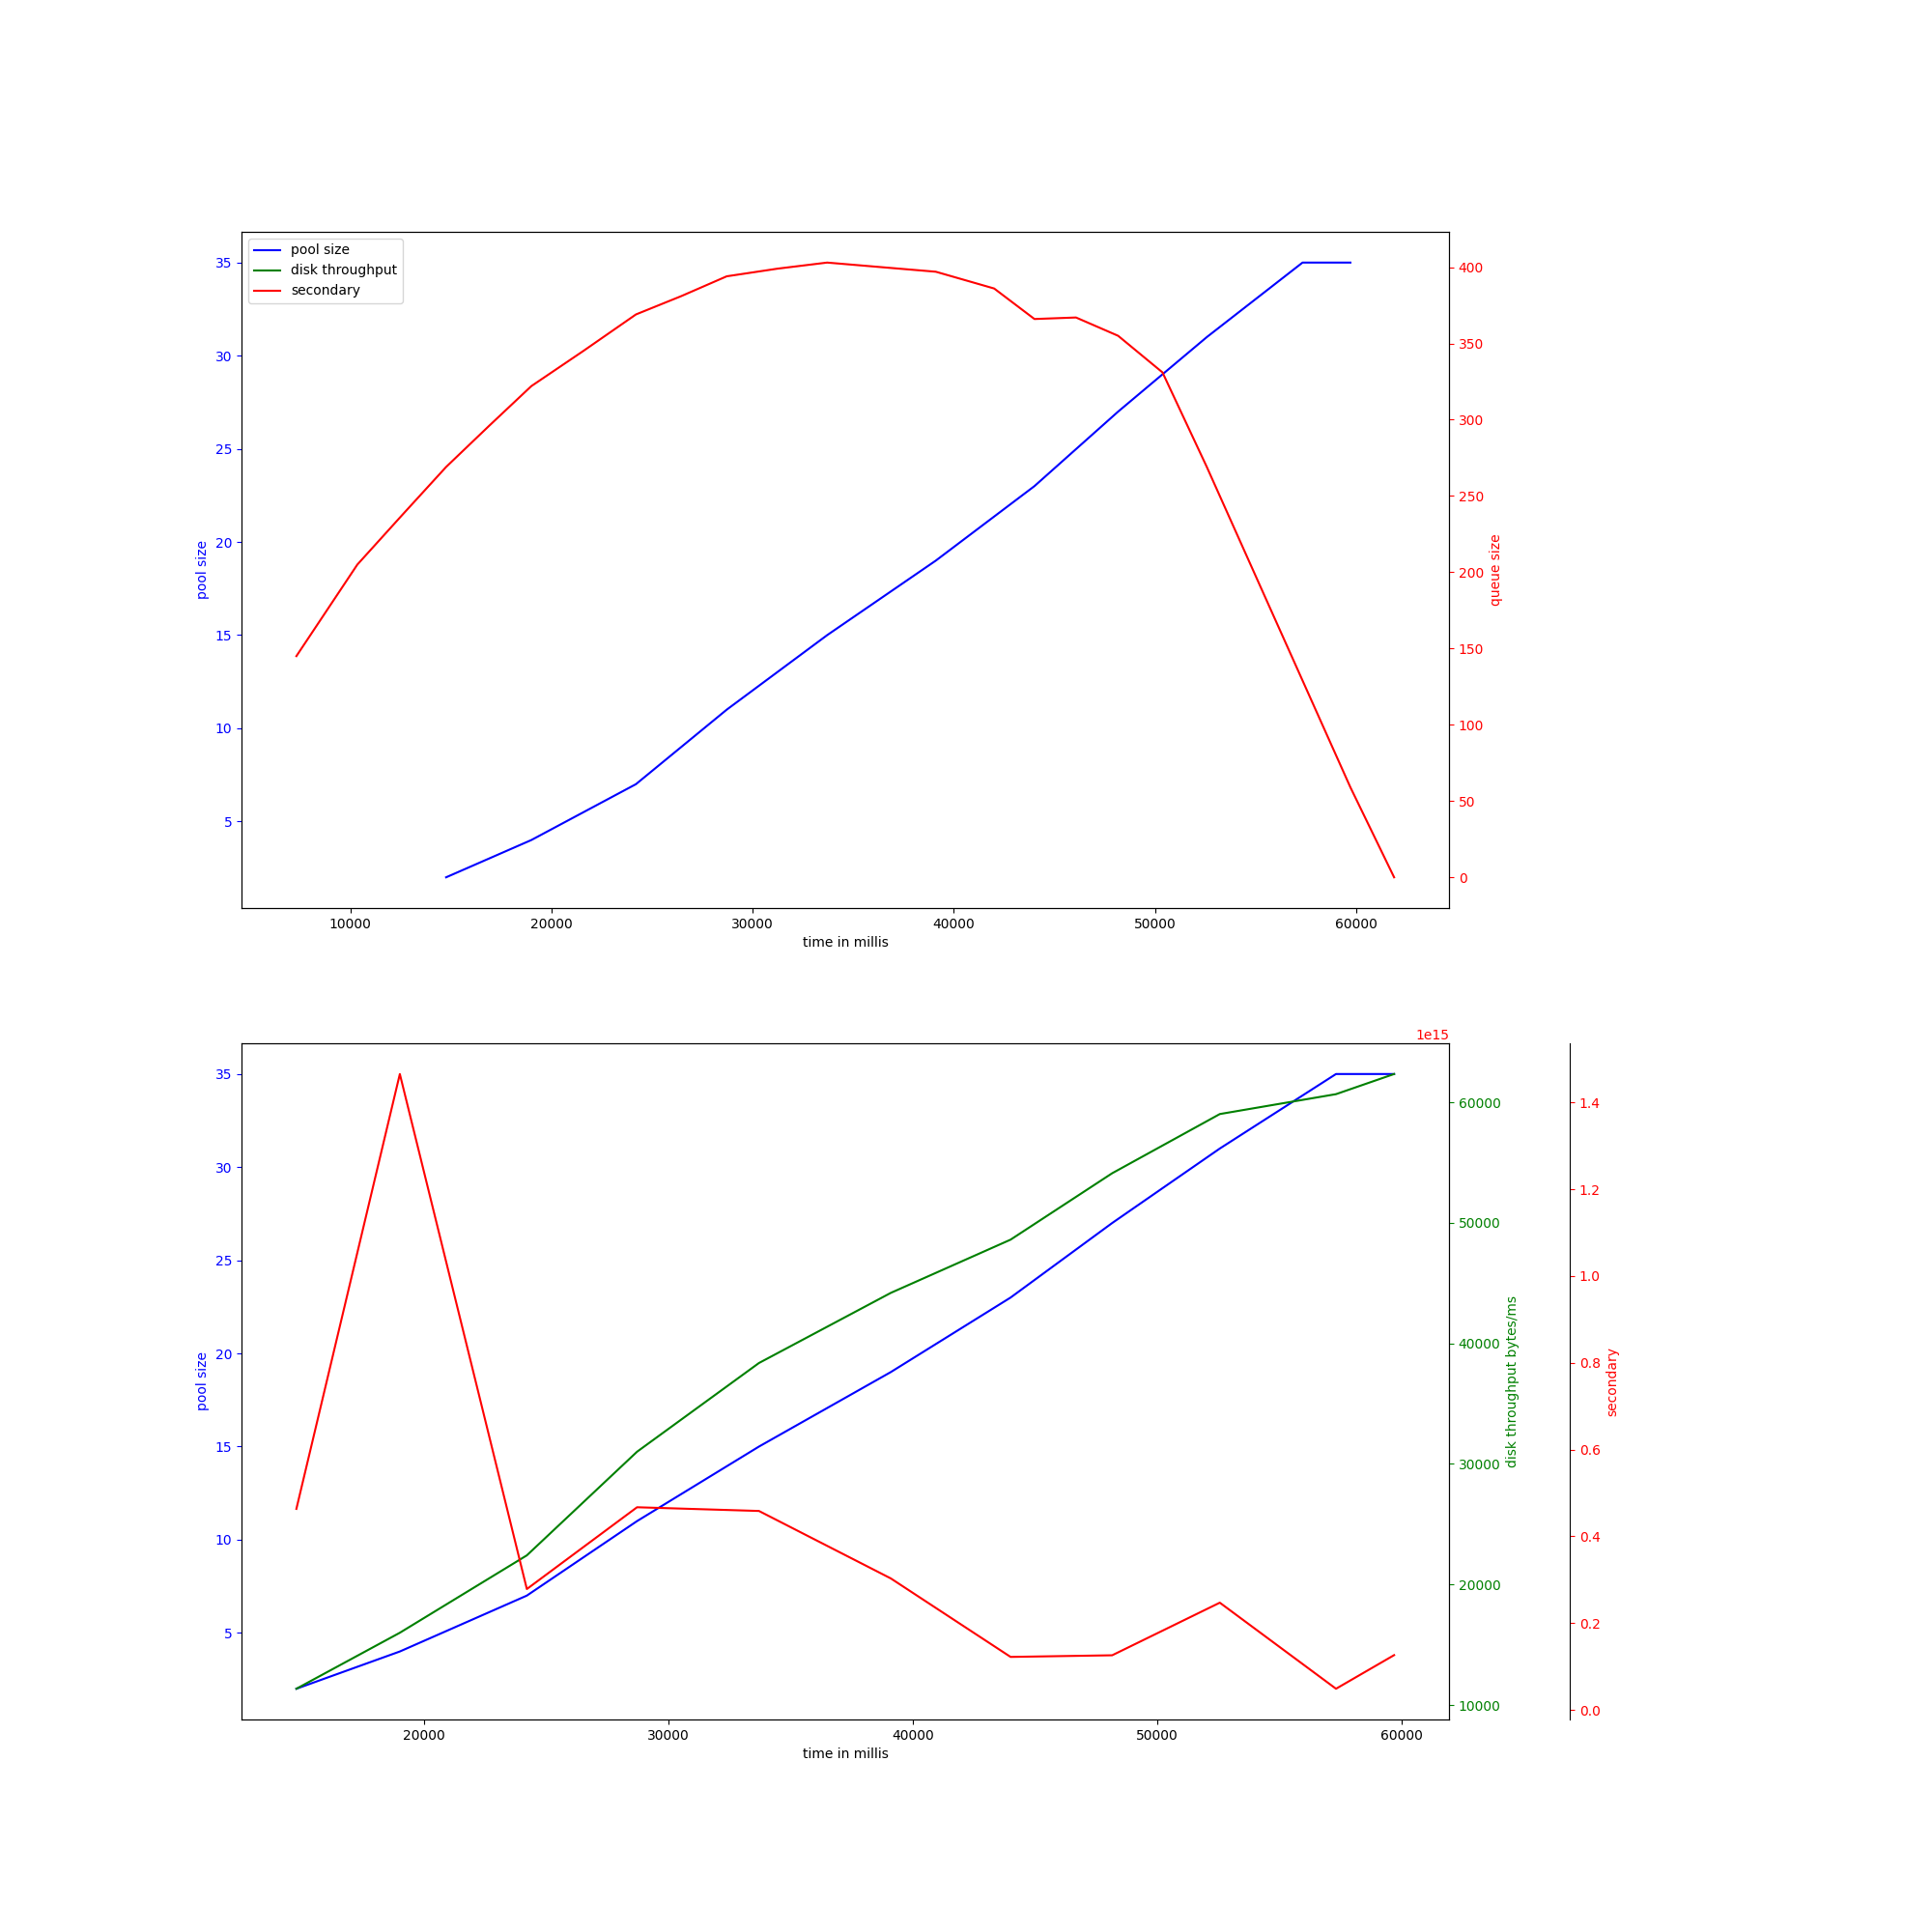 pool size
disk throughput
secondary
35
30
25
20
15
10
5
pool size
400
350
300
250
200
150
100
50
0
queue size
10000 20000 30000 40000 50000 60000
time in millis
1e15
35
30
25
20
15
10
5
pool size
60000
50000
40000
30000
20000
10000
disk throughput bytes/ms
1.4
1.2
1.0
0.8
0.6
0.4
0.2
0.0
secondary
20000 30000 40000 50000 60000
time in millis